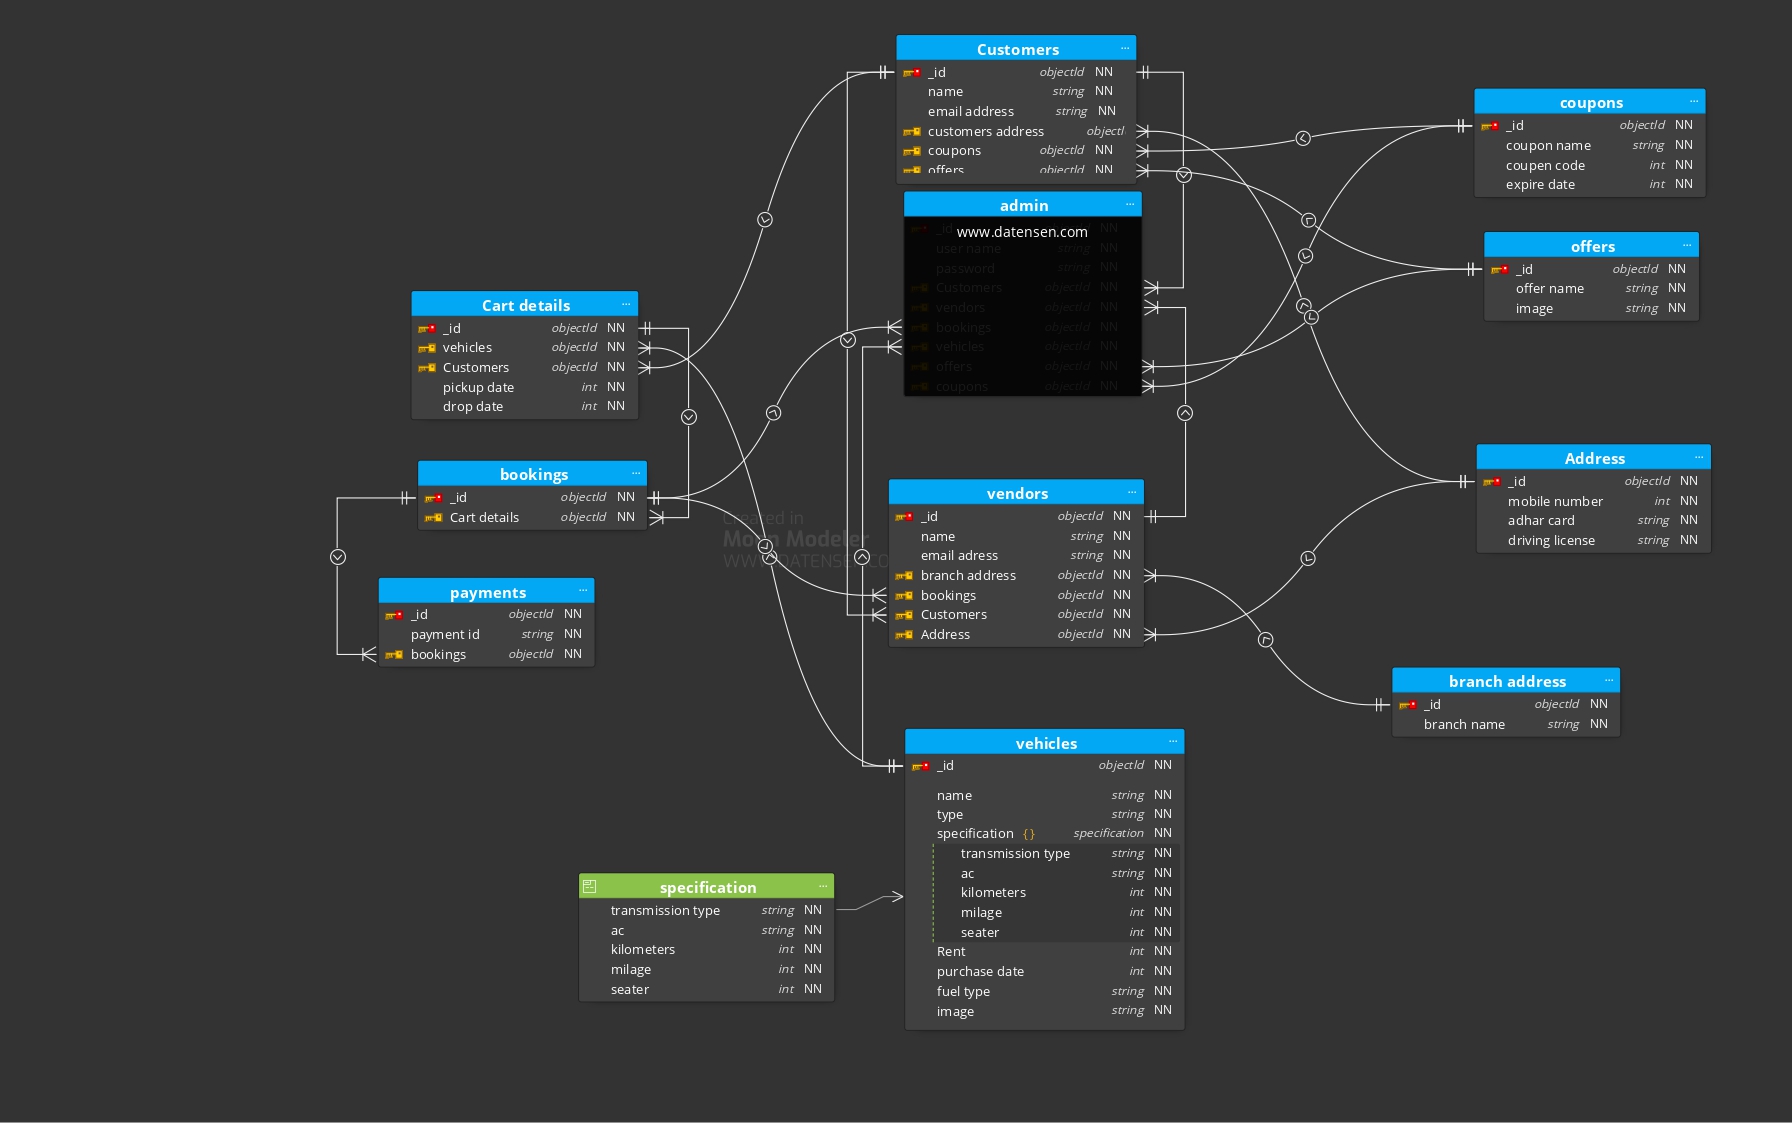 Customers
_id objectId NN
name string NN
email address string NN
customers address objectI
coupons objectId NN
offers objectId NN
coupons
_id objectId NN
coupon name string NN
coupen code int NN
expire date int NN
admin
www.datensen.com
_id NN
user name string NN
password string NN
Customers objectId NN
vendors objectId NN
bookings objectId NN
vehicles objectId NN
offers objectId NN
coupons objectId NN
offers
_id objectId NN
offer name string NN
image string NN
Cart details
_id objectId NN
vehicles objectId NN
Customers objectId NN
pickup date int NN
drop date int NN
bookings
_id objectId NN
Cart details objectId NN
Created in
Moon Modeler
WWW.DATENSEN.CO
vendors
_id objectId NN
name string NN
email adress string NN
branch address objectId NN
bookings objectId NN
Customers objectId NN
Address objectId NN
Address
_id objectId NN
mobile number int NN
adhar card string NN
driving license string NN
payments
_id objectId NN
payment id string NN
bookings objectId NN
branch address
_id objectId NN
branch name string NN
vehicles
_id objectId NN
name string NN
type string NN
specification {} specification NN
transmission type string NN
ac string NN
kilometers int NN
milage int NN
seater int NN
Rent int NN
purchase date int NN
fuel type string NN
image string NN
specification
transmission type string NN
ac string NN
kilometers int NN
milage int NN
seater int NN